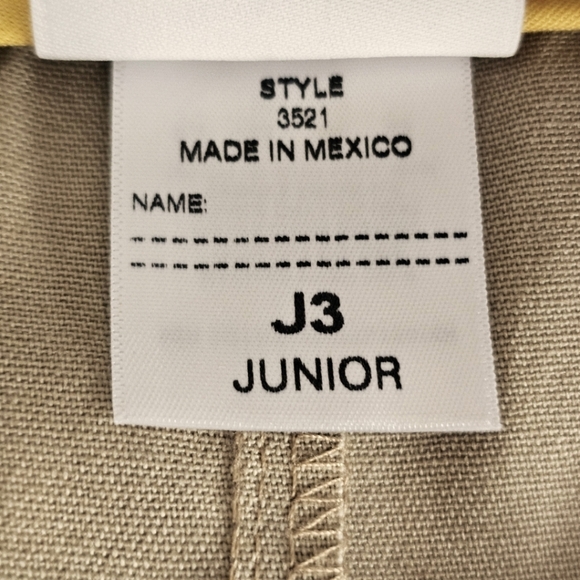 STYLE
3521
MADE IN MEXICO
NAME:
J3
JUNIOR